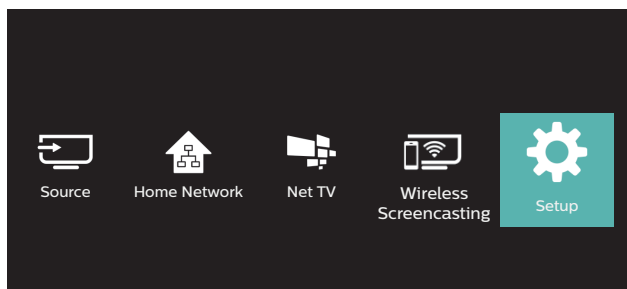 Source
Home Network
Net TV
Wireless
Screencasting
Setup